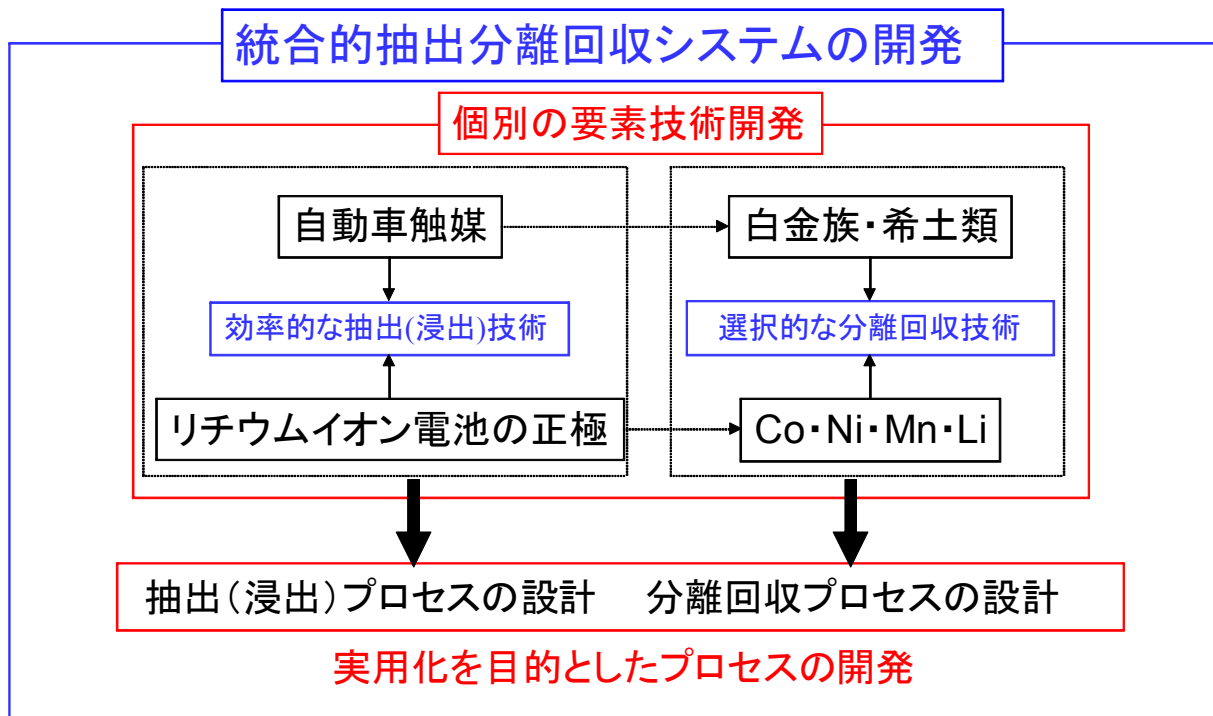 統合的抽出分離回収システムの開発
個別の要素技術開発
自動車触媒
白金族・希土類
効率的な抽出(浸出)技術
選択的な分離回収技術
リチウムイオン電池の正極
Co・Ni・Mn・Li
抽出（浸出）プロセスの設計
分離回収プロセスの設計
実用化を目的としたプロセスの開発